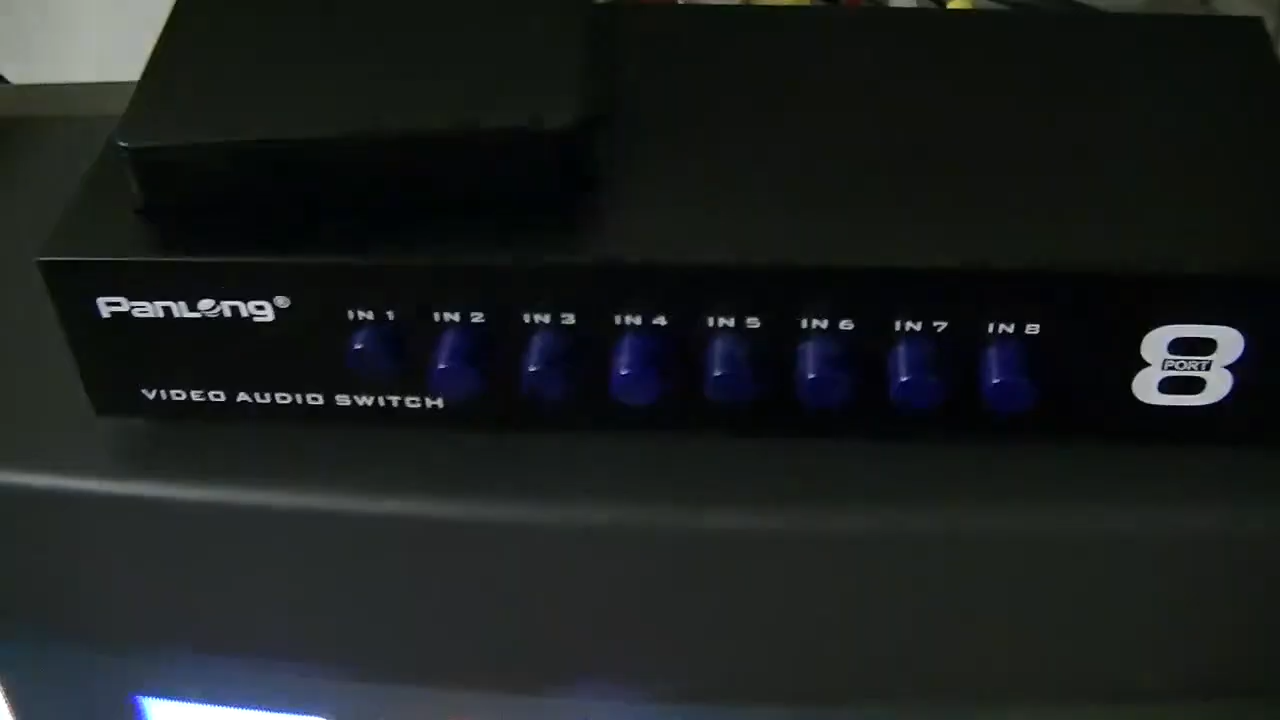 PanLong®
IN 1 IN 2 IN 3 IN 4 IN 5 IN 6 IN 7 IN 8
VIDEO AUDIO SWITCH
8
PORT